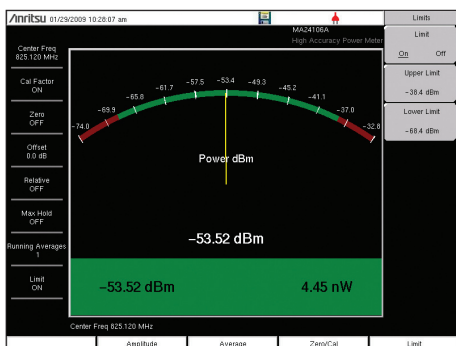 Anritsu 01/29/2009 10:28:07 am
MA24106A
High Accuracy Power Meter
Center Freq
825.120 MHz
Cal Factor
ON
Zero
OFF
Offset
0.0 dB
Relative
OFF
Max Hold
OFF
Running Averages
1
Limit
ON
-74.0
-69.9
-65.8
-61.7
-57.5
-53.4
-49.3
-45.2
-41.1
-37.0
-32.8
Power dBm
-53.52 dBm
-53.52 dBm 4.45 nW
Center Freq 825.120 MHz
Limits
Limit
On Off
Upper Limit
-38.4 dBm
Lower Limit
-68.4 dBm
Amplitude Average Zero/Cal Limit